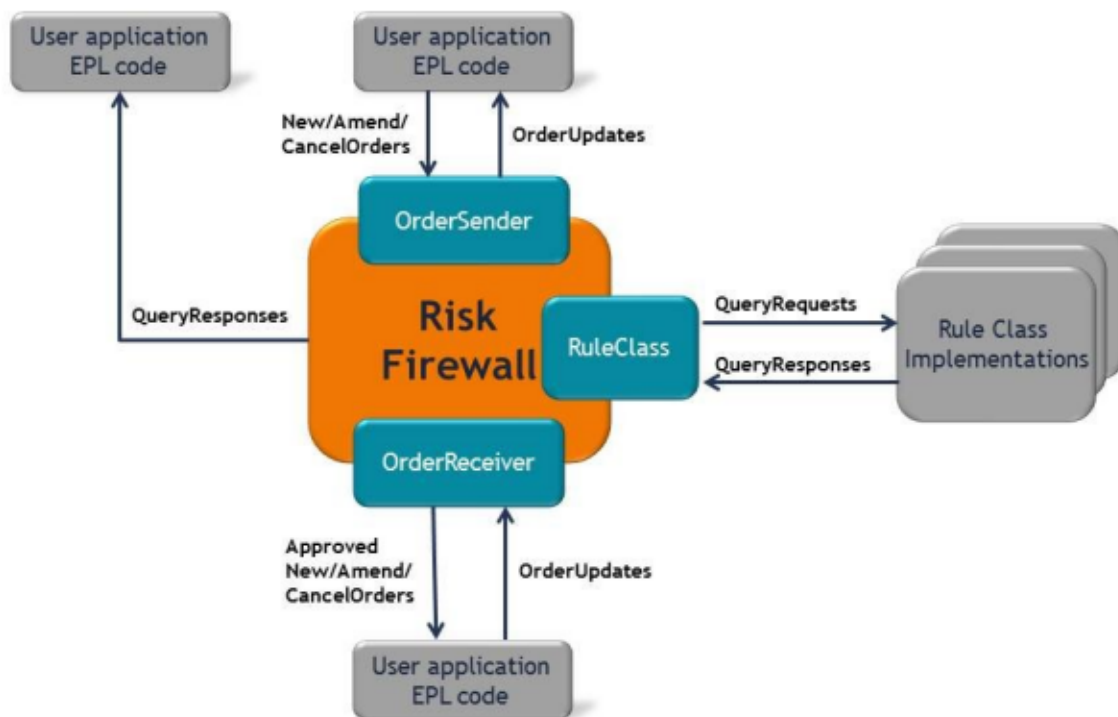 User application
EPL code
User application
EPL code
New/Amend/
CancelOrders
OrderUpdates
OrderSender
QueryResponses
Risk
Firewall
RuleClass
QueryRequests
QueryResponses
Rule Class
Implementations
OrderReceiver
Approved
New/Amend/
CancelOrders
OrderUpdates
User application
EPL code